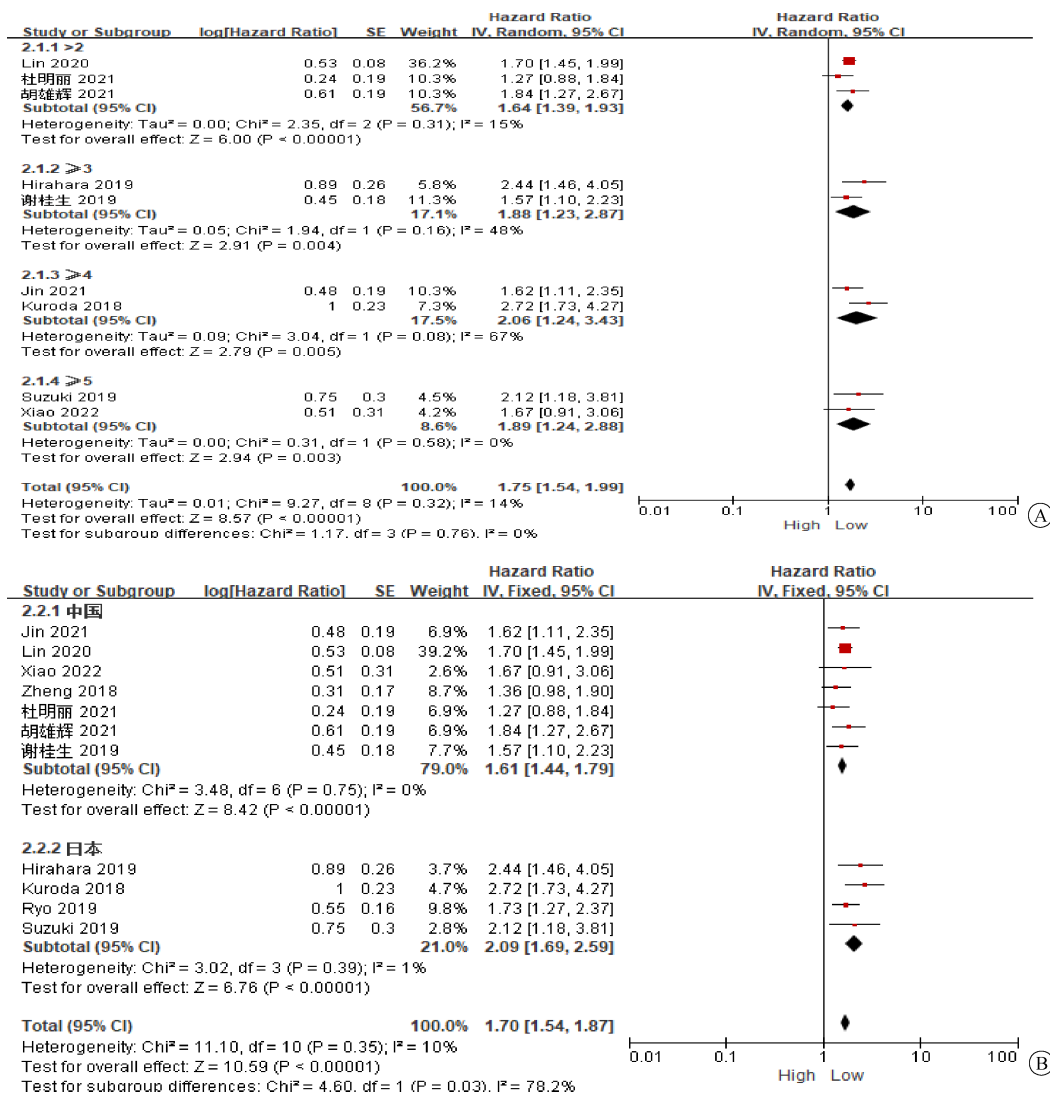 Hazard Ratio Hazard Ratio
Study or Subgroup log[Hazard Ratio] SE Weight IV, Random, 95% CI IV, Random, 95% CI
2.1.1 >2
Lin 2020 0.53 0.08 36.2% 1.70 [1.45, 1.99]
杜明丽 2021 0.24 0.19 10.3% 1.27 [0.88, 1.84]
胡雄辉 2021 0.61 0.19 10.3% 1.84 [1.27, 2.67]
Subtotal (95% CI) 56.7% 1.64 [1.39, 1.93]
Heterogeneity: Tau² = 0.00; Chi² = 2.35, df = 2 (P = 0.31); I² = 15%
Test for overall effect: Z = 6.00 (P < 0.00001)
2.1.2 ⩾3
Hirahara 2019 0.89 0.26 5.8% 2.44 [1.46, 4.05]
谢桂生 2019 0.45 0.18 11.3% 1.57 [1.10, 2.23]
Subtotal (95% CI) 17.1% 1.88 [1.23, 2.87]
Heterogeneity: Tau² = 0.05; Chi² = 1.94, df = 1 (P = 0.16); I² = 48%
Test for overall effect: Z = 2.91 (P = 0.004)
2.1.3 ⩾4
Jin 2021 0.48 0.19 10.3% 1.62 [1.11, 2.35]
Kuroda 2018 1 0.23 7.3% 2.72 [1.73, 4.27]
Subtotal (95% CI) 17.5% 2.06 [1.24, 3.43]
Heterogeneity: Tau² = 0.09; Chi² = 3.04, df = 1 (P = 0.08); I² = 67%
Test for overall effect: Z = 2.79 (P = 0.005)
2.1.4 ⩾5
Suzuki 2019 0.75 0.3 4.5% 2.12 [1.18, 3.81]
Xiao 2022 0.51 0.31 4.2% 1.67 [0.91, 3.06]
Subtotal (95% CI) 8.6% 1.89 [1.24, 2.88]
Heterogeneity: Tau² = 0.00; Chi² = 0.31, df = 1 (P = 0.58); I² = 0%
Test for overall effect: Z = 2.94 (P = 0.003)
Total (95% CI) 100.0% 1.75 [1.54, 1.99]
Heterogeneity: Tau² = 0.01; Chi² = 9.27, df = 8 (P = 0.32); I² = 14%
Test for overall effect: Z = 8.57 (P < 0.00001)
Test for subgroup differences: Chi² = 1.17, df = 3 (P = 0.76), I² = 0%
0.01 0.1 1 10 100
High Low
A
Hazard Ratio Hazard Ratio
Study or Subgroup log[Hazard Ratio] SE Weight IV, Fixed, 95% CI IV, Fixed, 95% CI
2.2.1 中国
Jin 2021 0.48 0.19 6.9% 1.62 [1.11, 2.35]
Lin 2020 0.53 0.08 39.2% 1.70 [1.45, 1.99]
Xiao 2022 0.51 0.31 2.6% 1.67 [0.91, 3.06]
Zheng 2018 0.31 0.17 8.7% 1.36 [0.98, 1.90]
杜明丽 2021 0.24 0.19 6.9% 1.27 [0.88, 1.84]
胡雄辉 2021 0.61 0.19 6.9% 1.84 [1.27, 2.67]
谢桂生 2019 0.45 0.18 7.7% 1.57 [1.10, 2.23]
Subtotal (95% CI) 79.0% 1.61 [1.44, 1.79]
Heterogeneity: Chi² = 3.48, df = 6 (P = 0.75); I² = 0%
Test for overall effect: Z = 8.42 (P < 0.00001)
2.2.2 日本
Hirahara 2019 0.89 0.26 3.7% 2.44 [1.46, 4.05]
Kuroda 2018 1 0.23 4.7% 2.72 [1.73, 4.27]
Ryo 2019 0.55 0.16 9.8% 1.73 [1.27, 2.37]
Suzuki 2019 0.75 0.3 2.8% 2.12 [1.18, 3.81]
Subtotal (95% CI) 21.0% 2.09 [1.69, 2.59]
Heterogeneity: Chi² = 3.02, df = 3 (P = 0.39); I² = 1%
Test for overall effect: Z = 6.76 (P < 0.00001)
Total (95% CI) 100.0% 1.70 [1.54, 1.87]
Heterogeneity: Chi² = 11.10, df = 10 (P = 0.35); I² = 10%
Test for overall effect: Z = 10.59 (P < 0.00001)
Test for subgroup differences: Chi² = 4.60, df = 1 (P = 0.03), I² = 78.2%
0.01 0.1 1 10 100
High Low
B